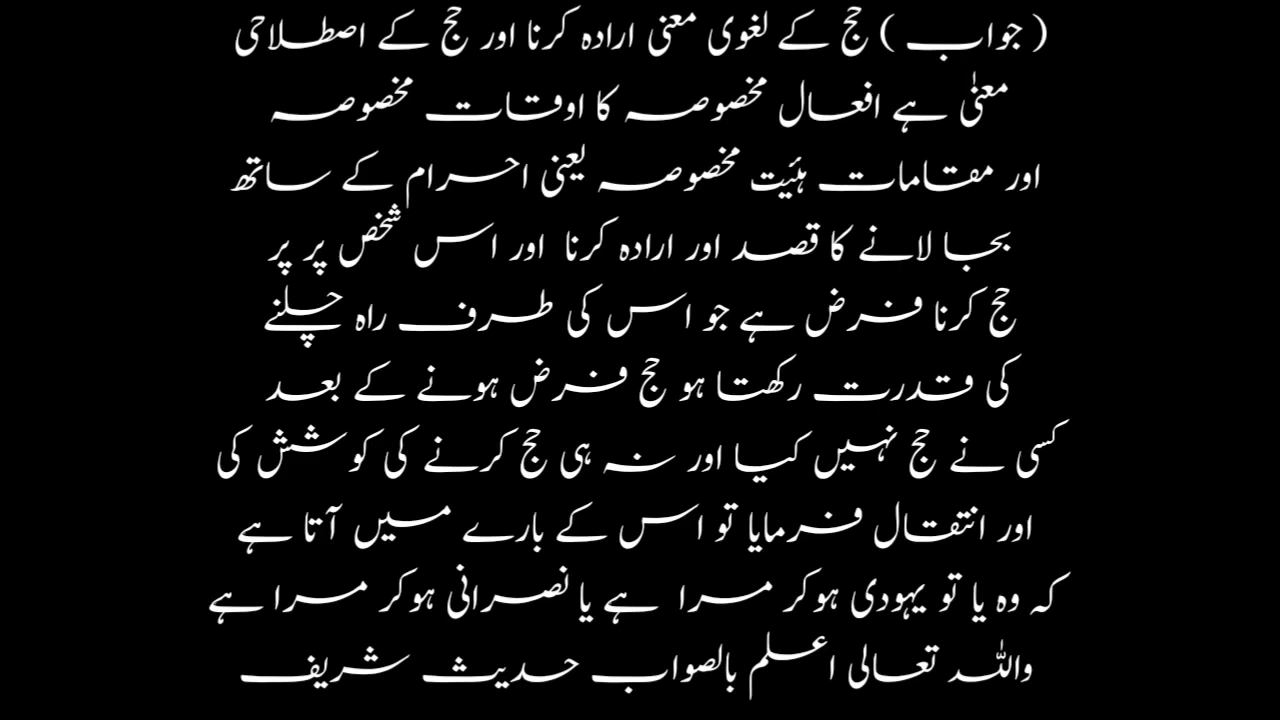 ( جواب ) حج کے لغوی معنی ارادہ کرنا اور حج کے اصطلاحی
معنیٰ ہے افعال مخصوصہ کا اوقات مخصوصہ
اور مقامات ہئیت مخصوصہ یعنی احرام کے ساتھ
بجا لانے کا قصد اور ارادہ کرنا اور اس شخص پر پر
حج کرنا فرض ہے جو اس کی طرف راہ چلنے
کی قدرت رکھتا ہو حج فرض ہونے کے بعد
کسی نے حج نہیں کیا اور نہ ہی حج کرنے کی کوشش کی
اور انتقال فرمایا تو اس کے بارے میں آتا ہے
کہ وہ یا تو یہودی ہوکر مرا ہے یا نصرانی ہوکر مرا ہے
واللہ تعالی اعلم بالصواب حدیث شریف